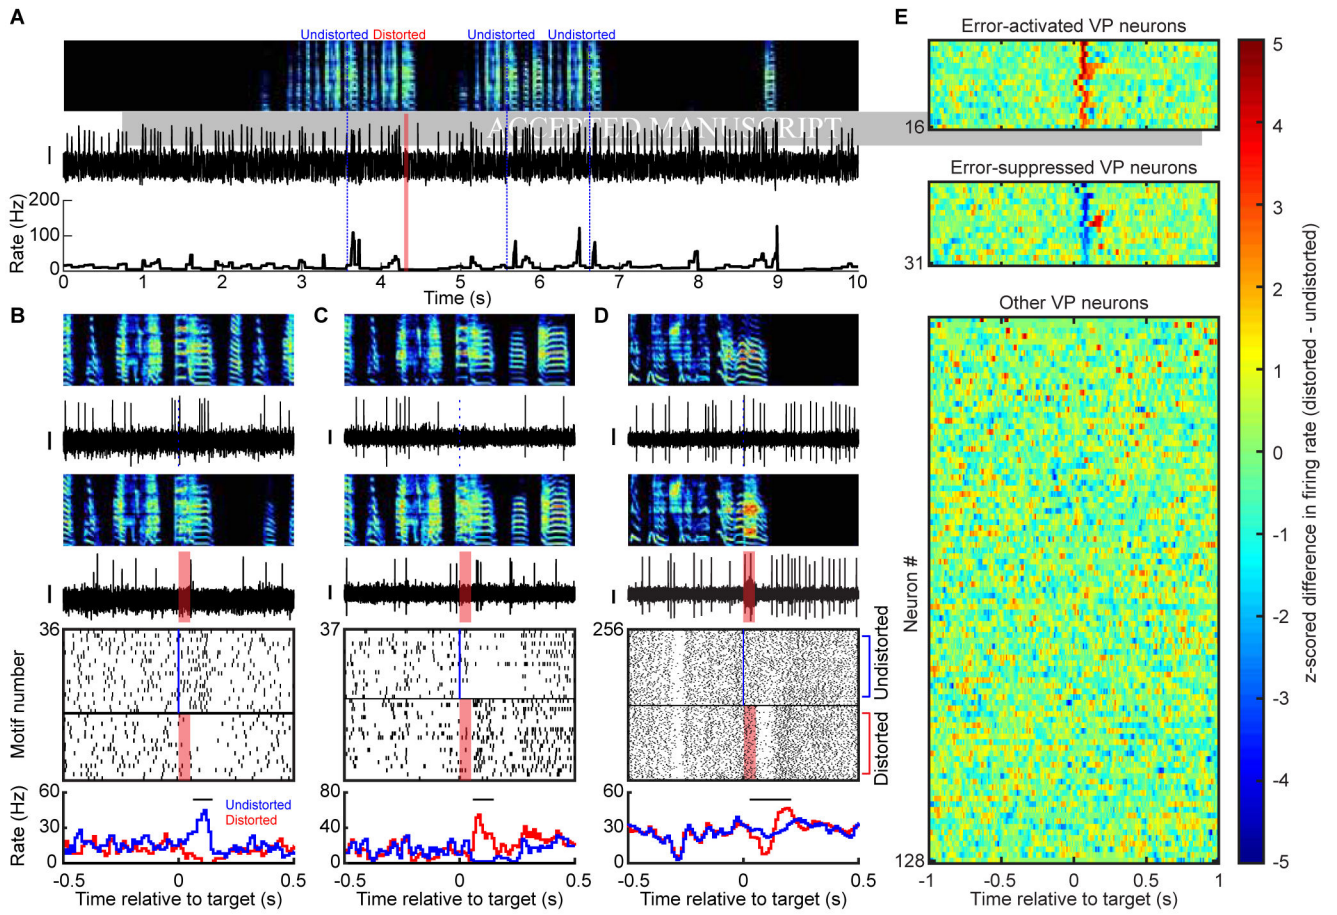 A
Undistorted Distorted Undistorted Undistorted
ACCEPTED MANUSCRIPT
Rate (Hz)
200
100
0
0 1 2 3 4 5 6 7 8 9 10
Time (s)
B
C
D
36
37
256
Motif number
Undistorted
Distorted
Rate (Hz)
60
30
0
Undistorted
Distorted
80
40
0
60
30
0
-0.5 0 0.5
Time relative to target (s)
-0.5 0 0.5
Time relative to target (s)
-0.5 0 0.5
Time relative to target (s)
E
Error-activated VP neurons
16
Error-suppressed VP neurons
31
Other VP neurons
Neuron #
128
-1 -0.5 0 0.5 1
Time relative to target (s)
5
4
3
2
1
0
-1
-2
-3
-4
-5
z-scored difference in firing rate (distorted - undistorted)